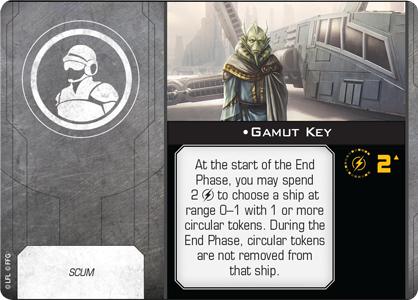 • GAMUT KEY
At the start of the End
Phase, you may spend
2 to choose a ship at
range 0–1 with 1 or more
circular tokens. During the
End Phase, circular tokens
are not removed from
that ship.
2
SCUM
© LFL © FFG